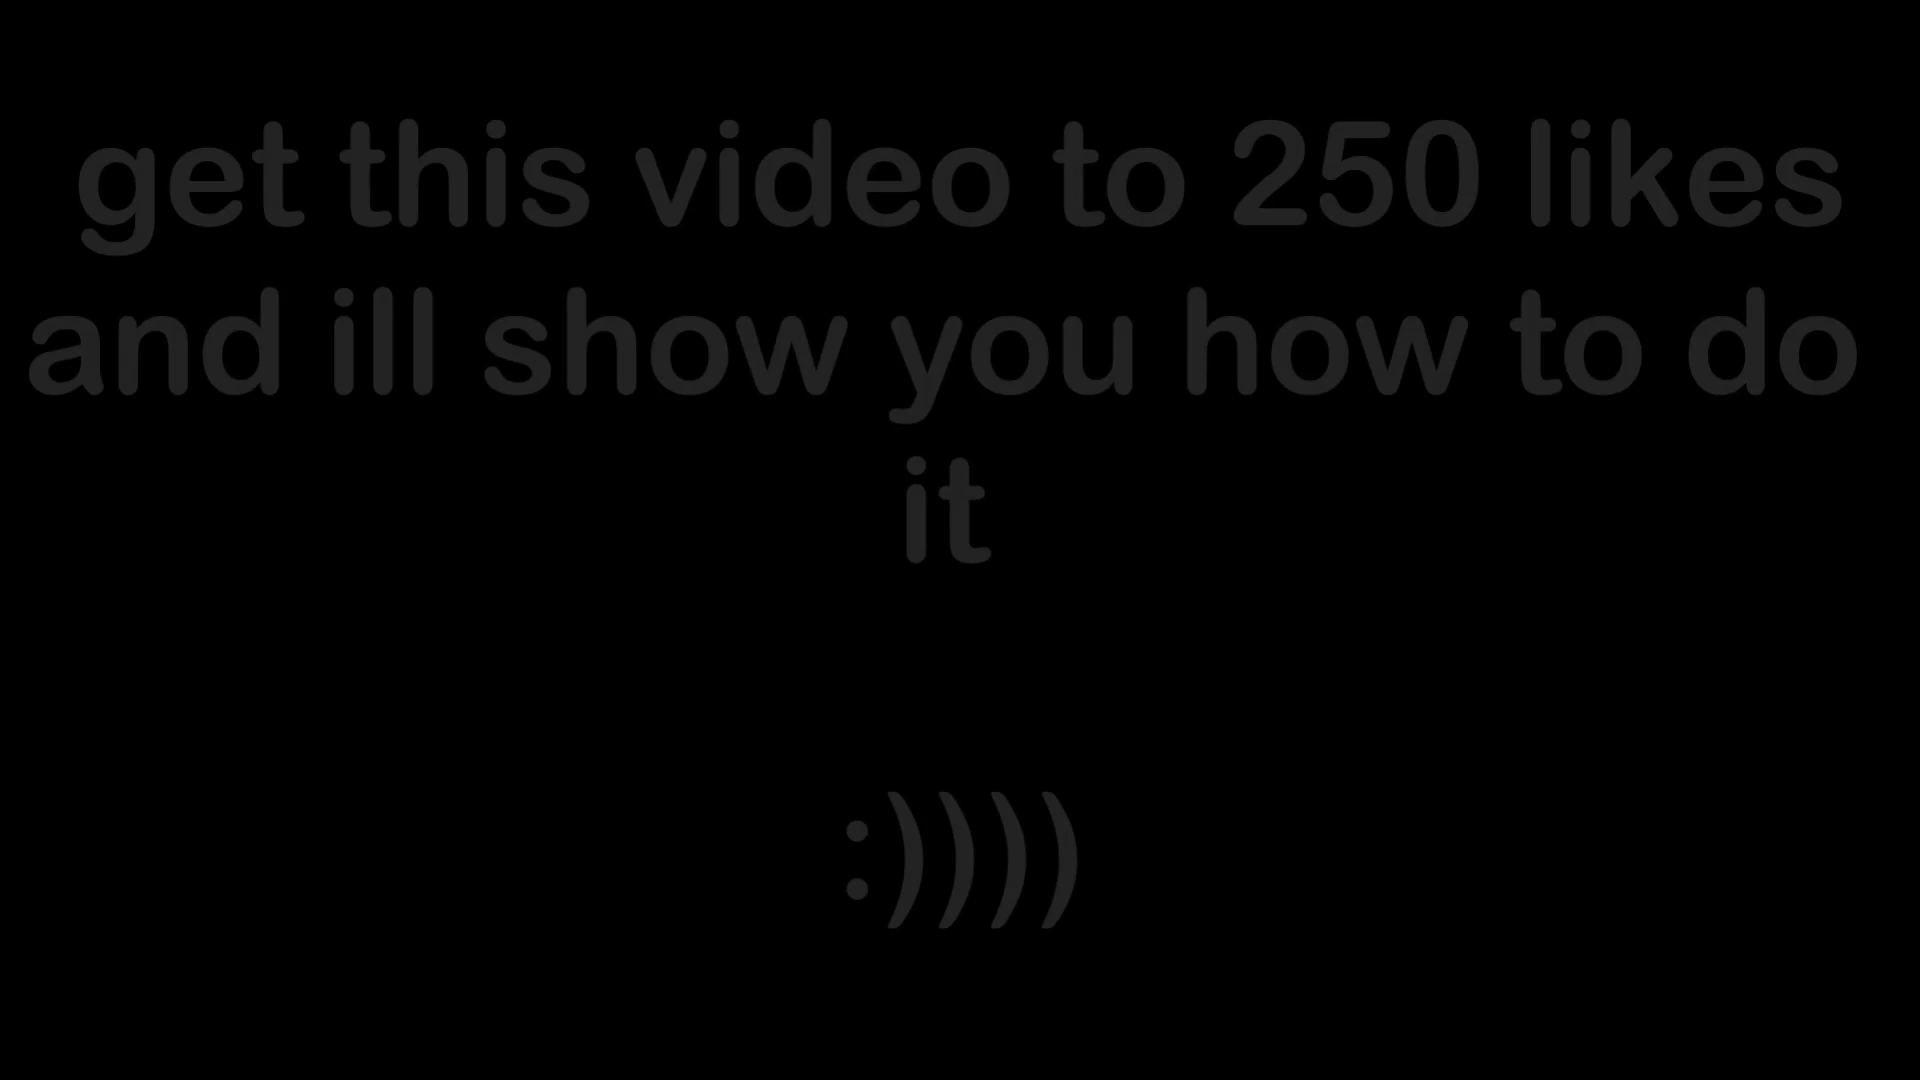 get this video to 250 likes
and ill show you how to do
it
:))))